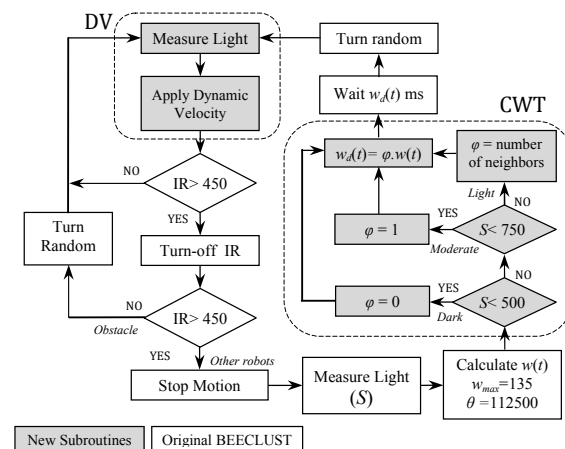 DV
Measure Light
Apply Dynamic
Velocity
NO
IR> 450
YES
Turn
Random
Turn-off IR
NO
Obstacle
IR> 450
YES
Other robots
Stop Motion
Measure Light
(S)
Calculate w(t)
w_max=135
θ =112500
S< 500
YES
Dark
NO
φ = 0
S< 750
YES
Moderate
NO
Light
φ = 1
φ = number
of neighbors
w_d(t)= φ.w(t)
CWT
Wait w_d(t) ms
Turn random
New Subroutines
Original BEECLUST